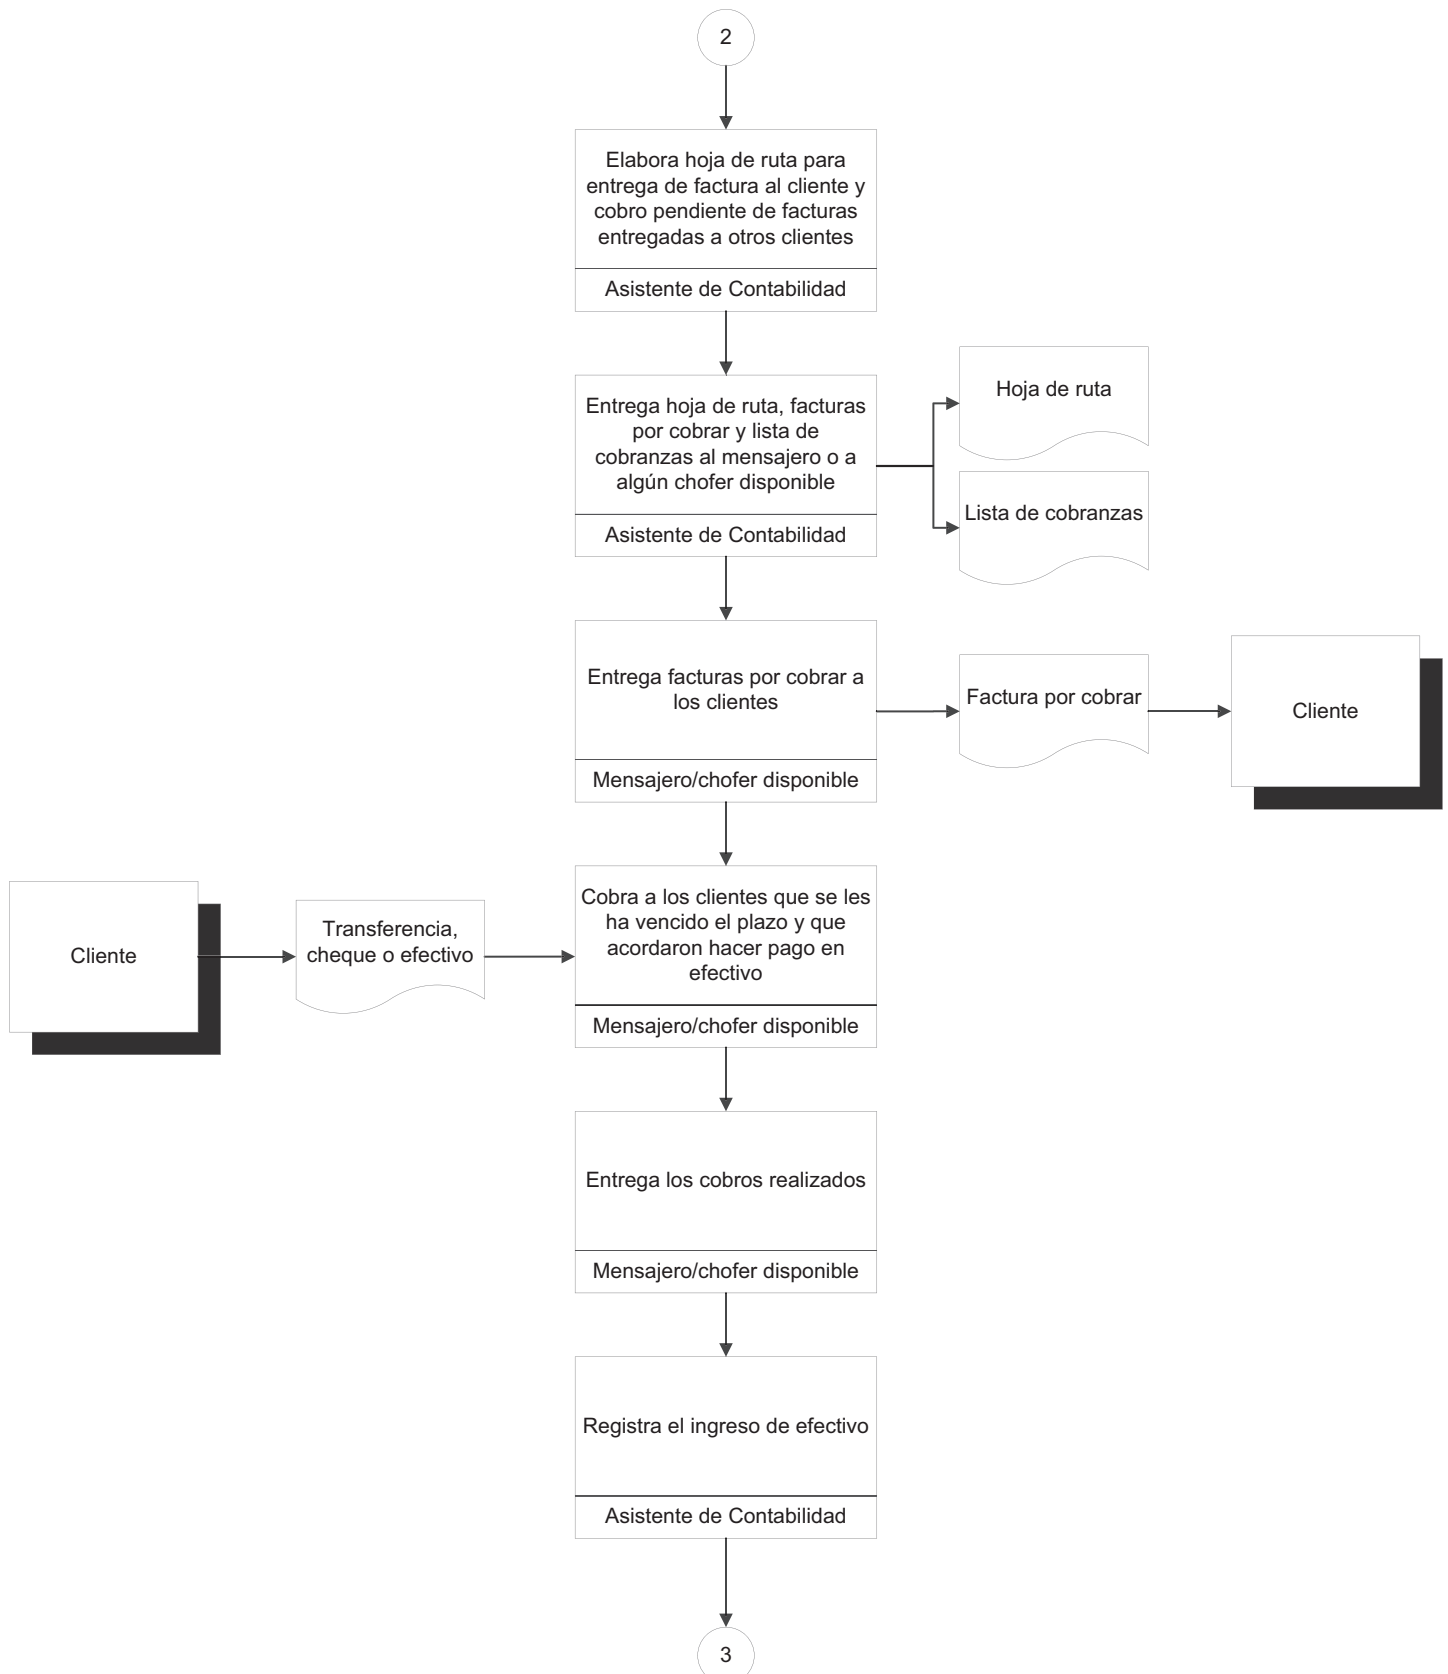 2
Elabora hoja de ruta para
entrega de factura al cliente y
cobro pendiente de facturas
entregadas a otros clientes
Asistente de Contabilidad
Entrega hoja de ruta, facturas
por cobrar y lista de
cobranzas al mensajero o a
algún chofer disponible
Asistente de Contabilidad
Hoja de ruta
Lista de cobranzas
Entrega facturas por cobrar a
los clientes
Mensajero/chofer disponible
Factura por cobrar
Cliente
Cliente
Transferencia,
cheque o efectivo
Cobra a los clientes que se les
ha vencido el plazo y que
acordaron hacer pago en
efectivo
Mensajero/chofer disponible
Entrega los cobros realizados
Mensajero/chofer disponible
Registra el ingreso de efectivo
Asistente de Contabilidad
3